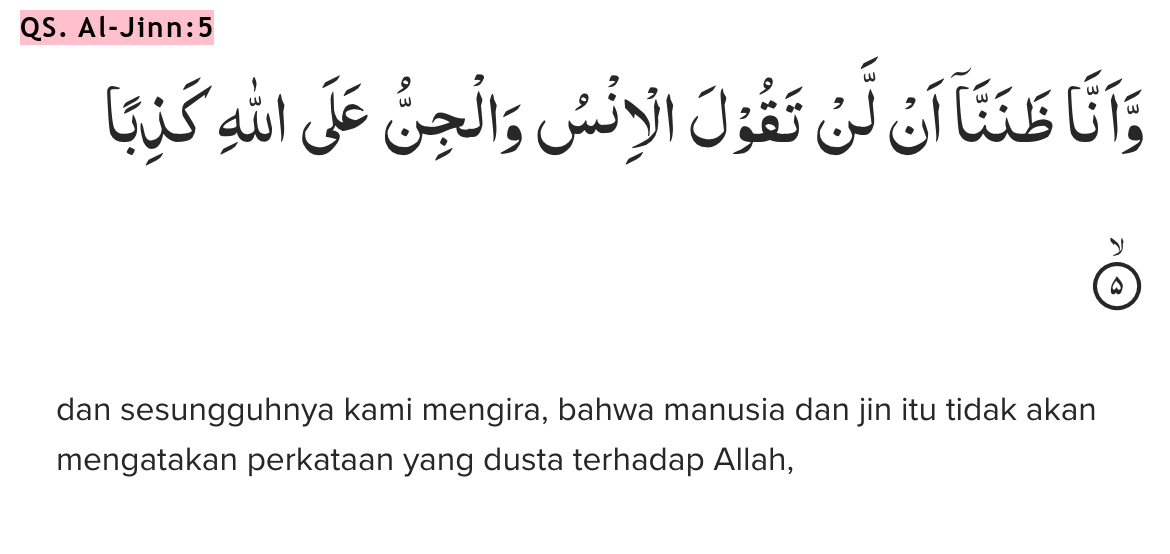 QS. Al-Jinn:5
وَّاَنَّا ظَنَنَّآ اَنْ لَّنْ تَقُوْلَ الْاِنْسُ وَالْجِنُّ عَلَى اللّٰهِ كَذِبًا
ۙ ۵
dan sesungguhnya kami mengira, bahwa manusia dan jin itu tidak akan
mengatakan perkataan yang dusta terhadap Allah,